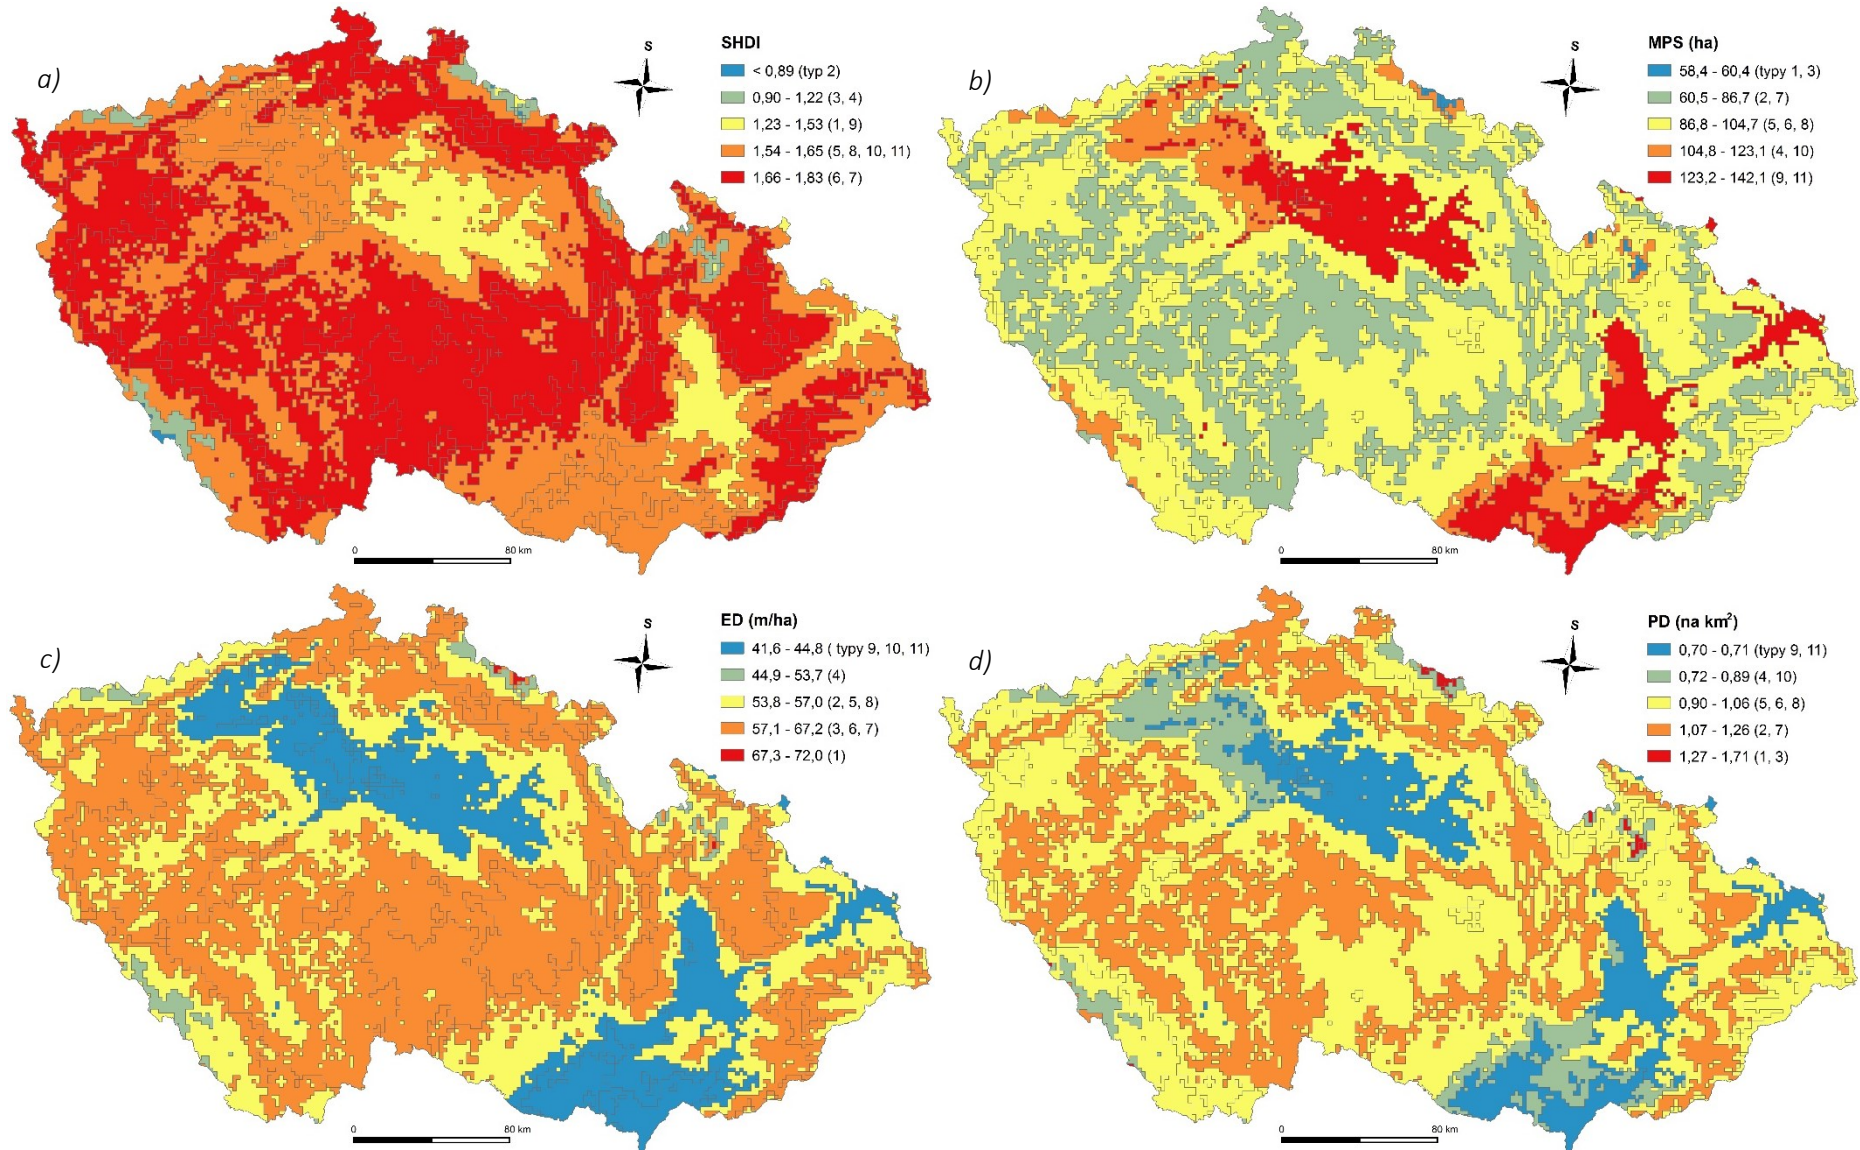 a)
S
SHDI
< 0,89 (typ 2)
0,90 - 1,22 (3, 4)
1,23 - 1,53 (1, 9)
1,54 - 1,65 (5, 8, 10, 11)
1,66 - 1,83 (6, 7)
0 80 km
b)
S
MPS (ha)
58,4 - 60,4 (typy 1, 3)
60,5 - 86,7 (2, 7)
86,8 - 104,7 (5, 6, 8)
104,8 - 123,1 (4, 10)
123,2 - 142,1 (9, 11)
0 80 km
c)
S
ED (m/ha)
41,6 - 44,8 ( typy 9, 10, 11)
44,9 - 53,7 (4)
53,8 - 57,0 (2, 5, 8)
57,1 - 67,2 (3, 6, 7)
67,3 - 72,0 (1)
0 80 km
d)
S
PD (na km²)
0,70 - 0,71 (typy 9, 11)
0,72 - 0,89 (4, 10)
0,90 - 1,06 (5, 6, 8)
1,07 - 1,26 (2, 7)
1,27 - 1,71 (1, 3)
0 80 km